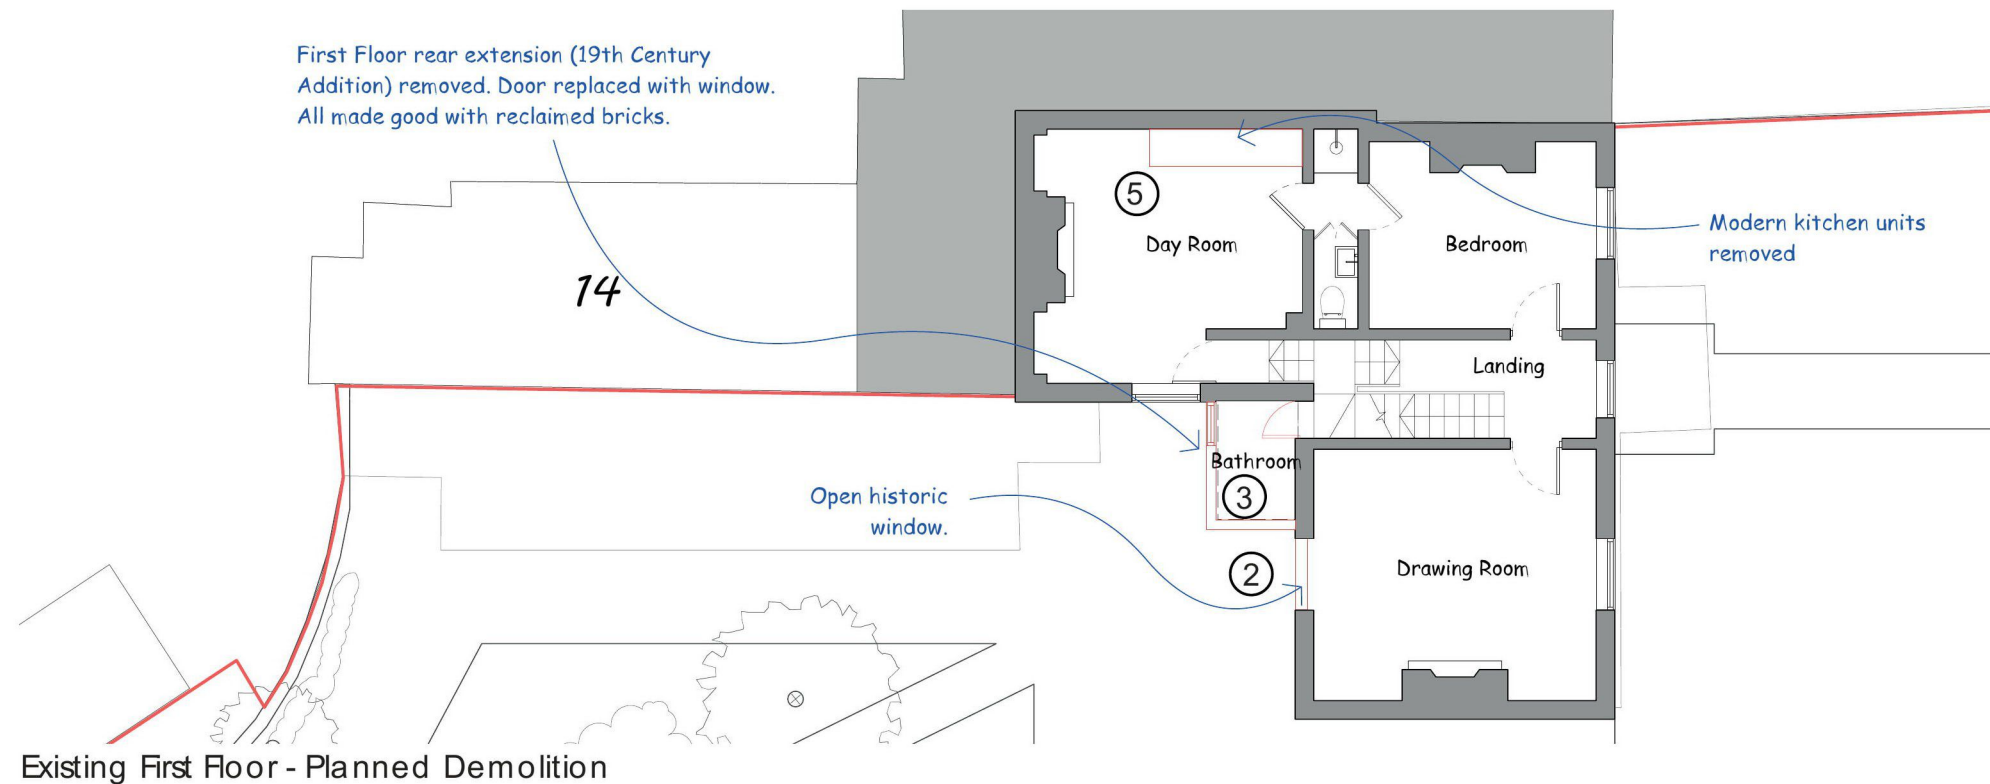 First Floor rear extension (19th Century
Addition) removed. Door replaced with window.
All made good with reclaimed bricks.
5
Day Room
Bedroom
Modern kitchen units
removed
14
Landing
Bathroom
3
Open historic
window.
2
Drawing Room
Existing First Floor - Planned Demolition